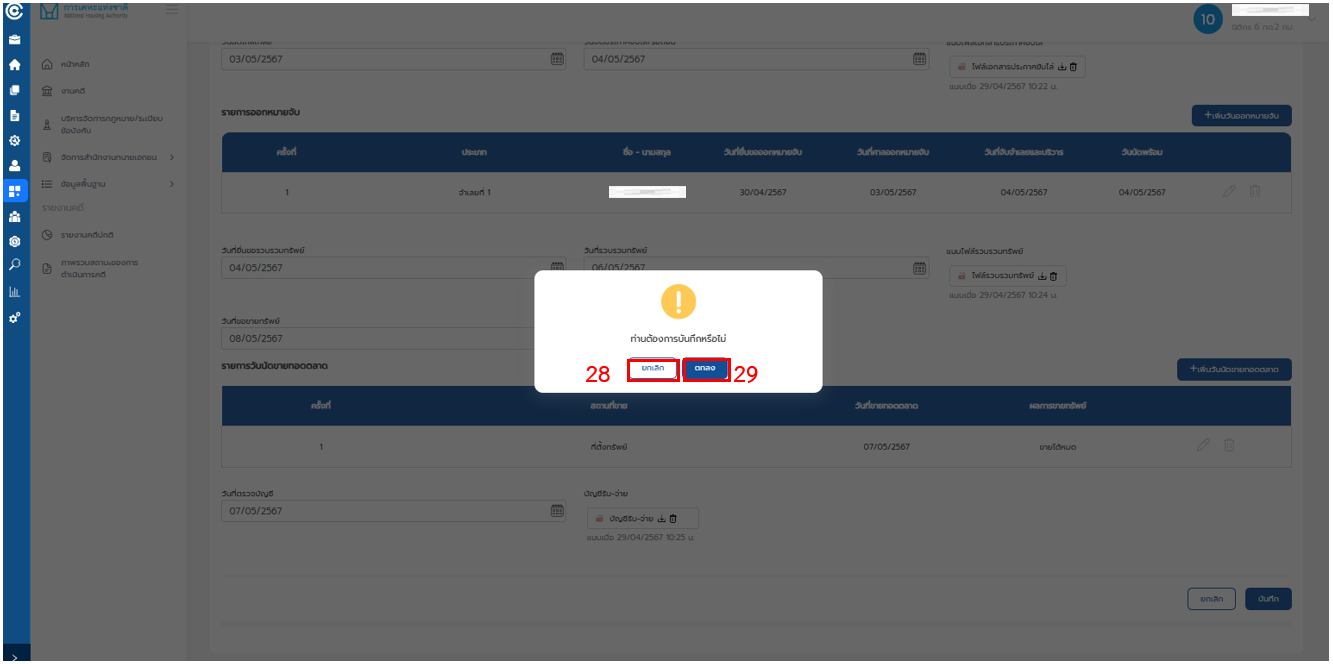 การเคหะแห่งชาติ
National Housing Authority
10
นิติกร 6 กด.2 กม.
หน้าหลัก
งานคดี
บริหารจัดการกฎหมาย/ระเบียบ
ข้อบังคับ
จัดการสำนักงานทนายเอกชน
ข้อมูลพื้นฐาน
รายงานคดี
รายงานคดีปกติ
ภาพรวมสถานะของการ
ดำเนินการคดี
03/05/2567
04/05/2567
ไฟล์เอกสารประกาศขับไล่
แนบเมื่อ 29/04/2567 10:22 น.
รายการออกหมายจับ
+เพิ่มวันออกหมายจับ
ครั้งที่ ประเภท ชื่อ - นามสกุล วันที่ยื่นขอออกหมายจับ วันที่ศาลออกหมายจับ วันที่จับจำเลยและบริวาร วันนัดพร้อม
1 จำเลยที่ 1 30/04/2567 03/05/2567 04/05/2567 04/05/2567
วันที่ยื่นขอรวบรวมทรัพย์ วันที่รวบรวมทรัพย์ แนบไฟล์รวบรวมทรัพย์
04/05/2567 06/05/2567 ไฟล์รวบรวมทรัพย์
แนบเมื่อ 29/04/2567 10:24 น.
วันที่ขอขายทรัพย์
08/05/2567
ท่านต้องการบันทึกหรือไม่
28 ยกเลิก ตกลง 29
รายการวันนัดขายทอดตลาด
+เพิ่มวันนัดขายทอดตลาด
ครั้งที่ สถานที่ขาย วันที่ขายทอดตลาด ผลการขายทรัพย์
1 ที่ตั้งทรัพย์ 07/05/2567 ขายได้หมด
วันที่ตรวจบัญชี บัญชีรับ-จ่าย
07/05/2567 บัญชีรับ-จ่าย
แนบเมื่อ 29/04/2567 10:25 น.
ยกเลิก บันทึก